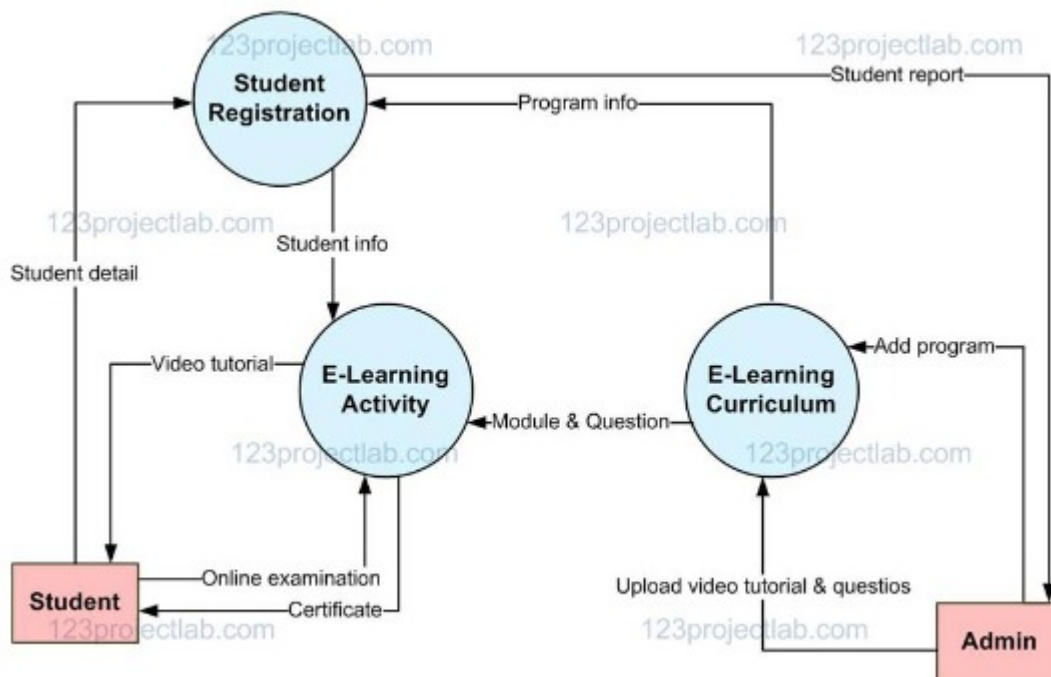 123projectlab.com
123projectlab.com
Student
Registration
Student report
Program info
123projectlab.com
123projectlab.com
Student info
Student detail
Video tutorial
E-Learning
Activity
E-Learning
Curriculum
Add program
Module & Question
123projectlab.com
123projectlab.com
Online examination
Upload video tutorial & questios
Student
Certificate
123projectlab.com
123projectlab.com
Admin